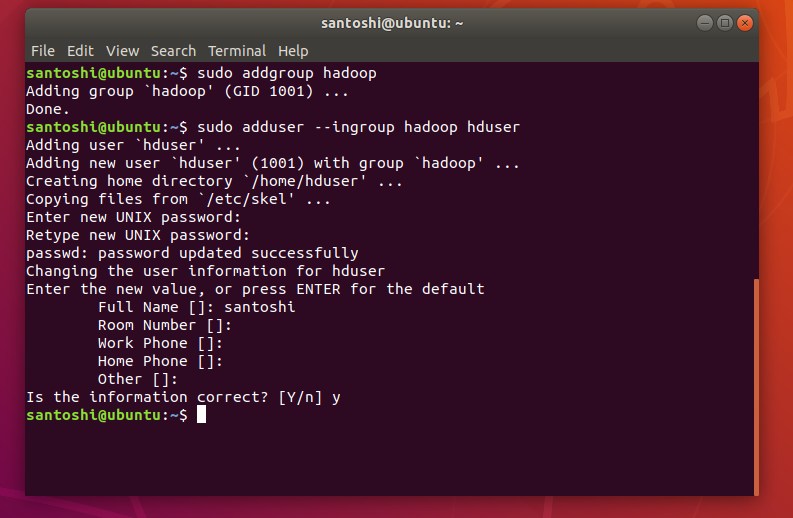 santoshi@ubuntu: ~
File Edit View Search Terminal Help
santoshi@ubuntu:~$ sudo addgroup hadoop
Adding group `hadoop' (GID 1001) ...
Done.
santoshi@ubuntu:~$ sudo adduser --ingroup hadoop hduser
Adding user `hduser' ...
Adding new user `hduser' (1001) with group `hadoop' ...
Creating home directory `/home/hduser' ...
Copying files from `/etc/skel' ...
Enter new UNIX password:
Retype new UNIX password:
passwd: password updated successfully
Changing the user information for hduser
Enter the new value, or press ENTER for the default
Full Name []: santoshi
Room Number []:
Work Phone []:
Home Phone []:
Other []:
Is the information correct? [Y/n] y
santoshi@ubuntu:~$